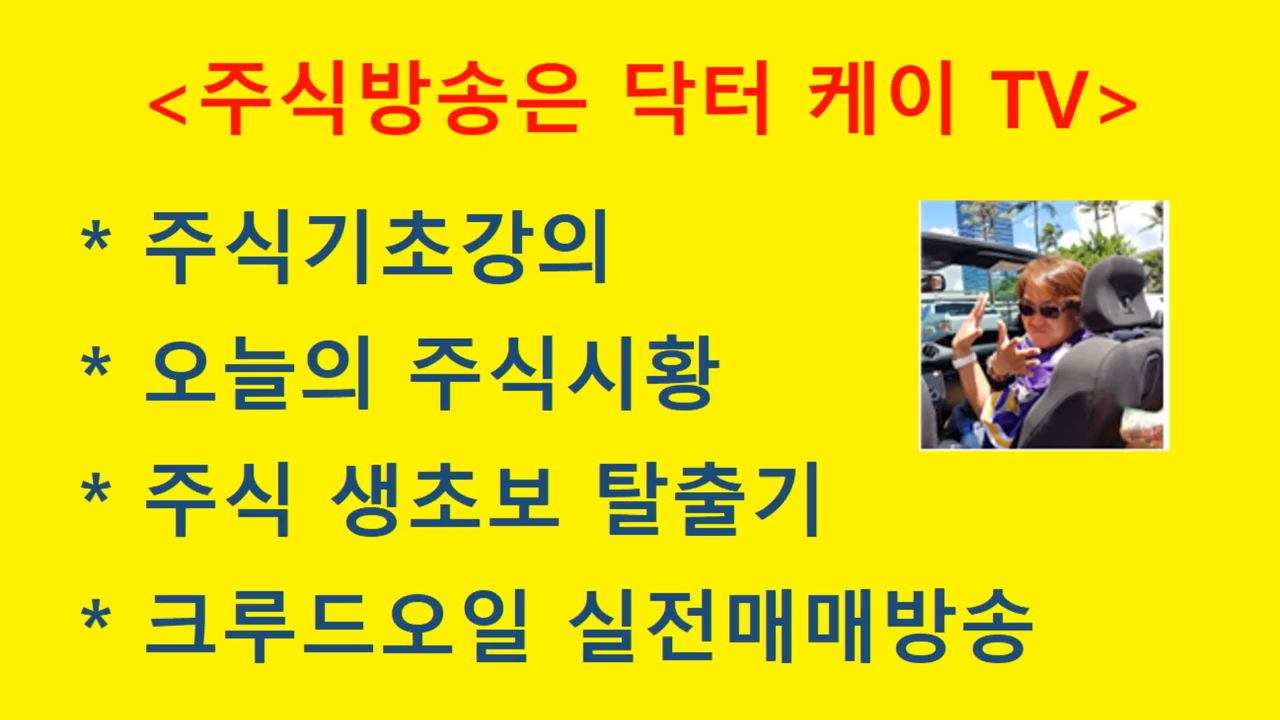 <주식방송은 닥터 케이 TV>
* 주식기초강의
* 오늘의 주식시황
* 주식 생초보 탈출기
* 크루드오일 실전매매방송